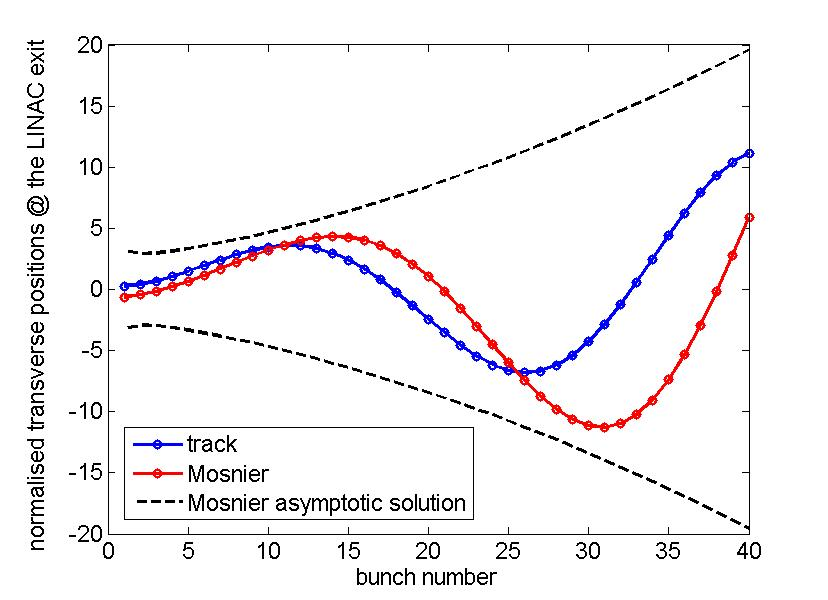 normalised transverse positions @ the LINAC exit
20
15
10
5
0
-5
-10
-15
-20
track
Mosnier
Mosnier asymptotic solution
0 5 10 15 20 25 30 35 40
bunch number